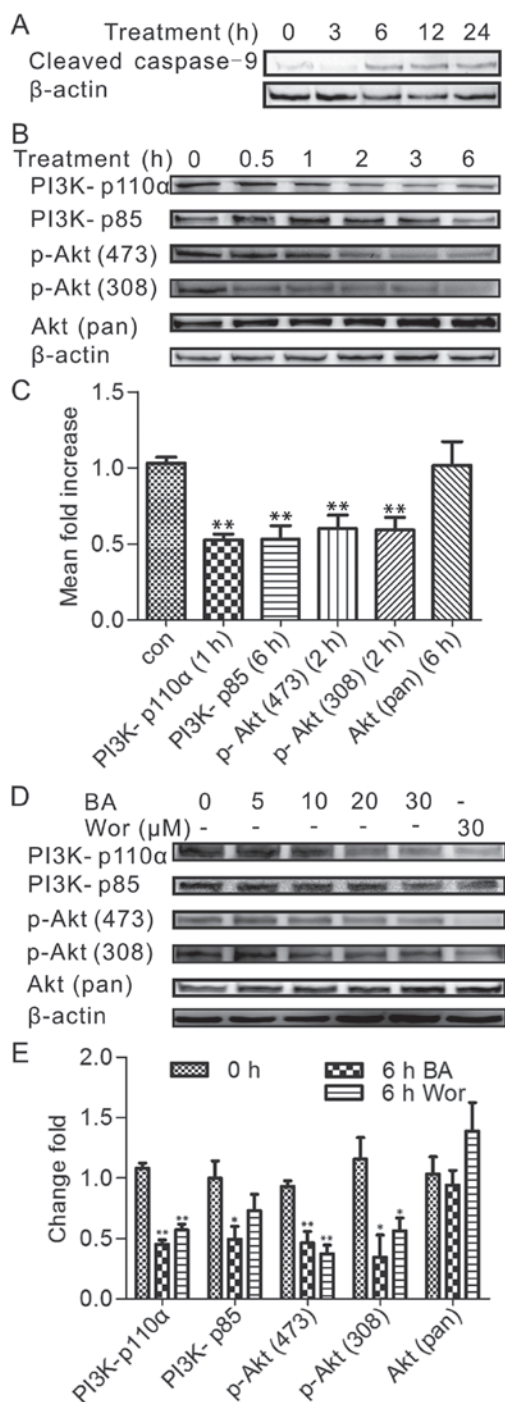 A
Treatment (h) 0 3 6 12 24
Cleaved caspase-9
β-actin
B
Treatment (h) 0 0.5 1 2 3 6
PI3K- p110α
PI3K- p85
p-Akt (473)
p-Akt (308)
Akt (pan)
β-actin
C
Mean fold increase
1.5
1.0
0.5
0.0
** ** ** **
con
PI3K- p110α (1 h)
PI3K- p85 (6 h)
p- Akt (473) (2 h)
p- Akt (308) (2 h)
Akt (pan) (6 h)
D
BA 0 5 10 20 30 -
Wor (μM) - - - - - 30
PI3K- p110α
PI3K- p85
p-Akt (473)
p-Akt (308)
Akt (pan)
β-actin
E
Change fold
2.0
1.5
1.0
0.5
0.0
0 h
6 h BA
6 h Wor
** ** * ** ** * *
PI3K- p110α
PI3K- p85
p-Akt (473)
p-Akt (308)
Akt (pan)